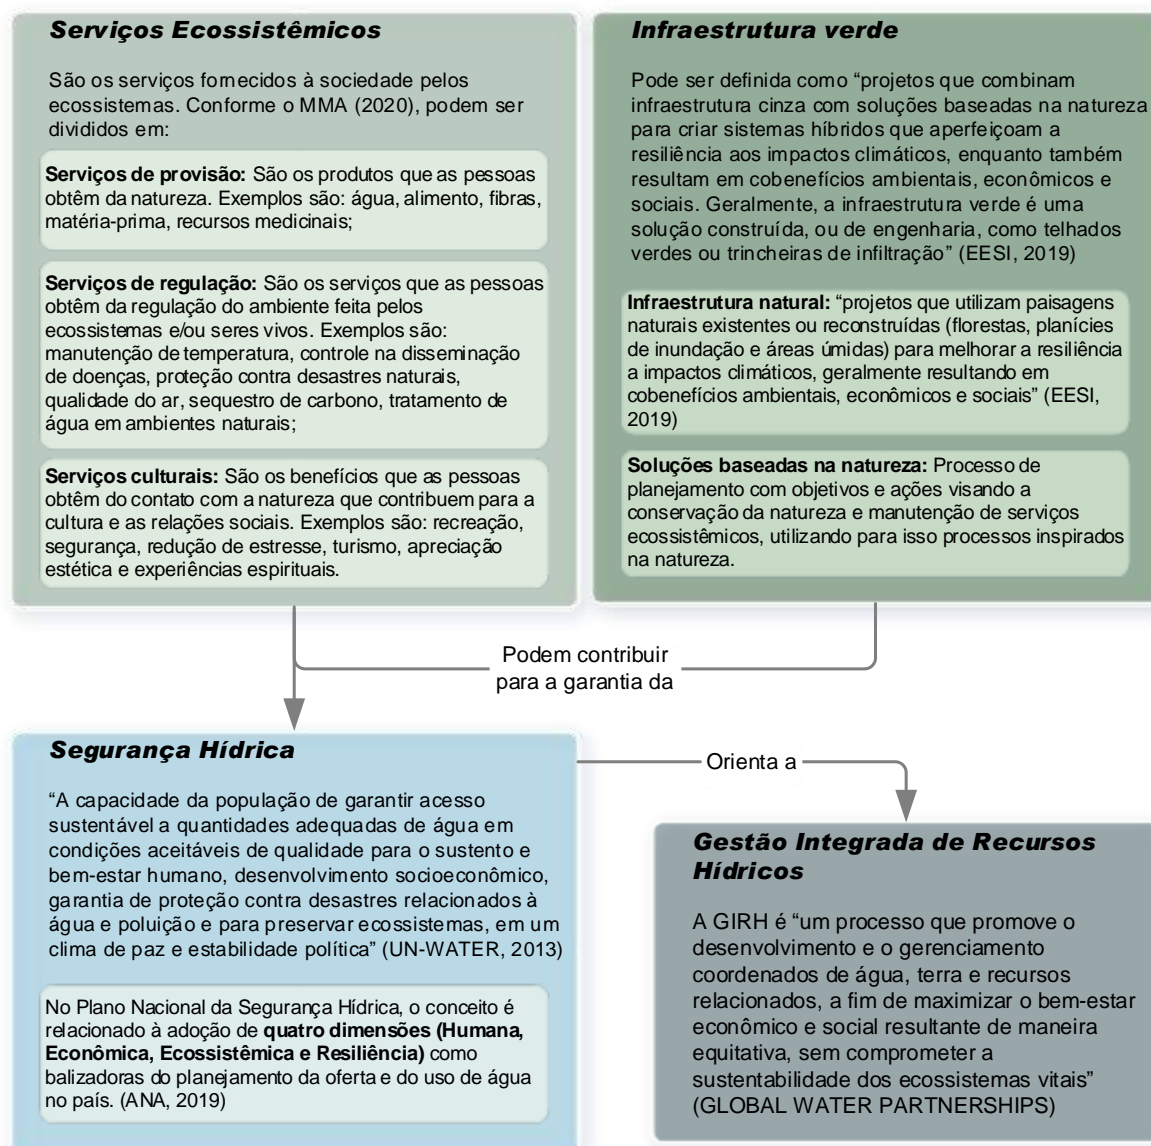 Serviços Ecossistêmicos
São os serviços fornecidos à sociedade pelos
ecossistemas. Conforme o MMA (2020), podem ser
divididos em:
Serviços de provisão: São os produtos que as pessoas
obtêm da natureza. Exemplos são: água, alimento, fibras,
matéria-prima, recursos medicinais;
Serviços de regulação: São os serviços que as pessoas
obtêm da regulação do ambiente feita pelos
ecossistemas e/ou seres vivos. Exemplos são:
manutenção de temperatura, controle na disseminação
de doenças, proteção contra desastres naturais,
qualidade do ar, sequestro de carbono, tratamento de
água em ambientes naturais;
Serviços culturais: São os benefícios que as pessoas
obtêm do contato com a natureza que contribuem para a
cultura e as relações sociais. Exemplos são: recreação,
segurança, redução de estresse, turismo, apreciação
estética e experiências espirituais.
Infraestrutura verde
Pode ser definida como “projetos que combinam
infraestrutura cinza com soluções baseadas na natureza
para criar sistemas híbridos que aperfeiçoam a
resiliência aos impactos climáticos, enquanto também
resultam em cobenefícios ambientais, econômicos e
sociais. Geralmente, a infraestrutura verde é uma
solução construída, ou de engenharia, como telhados
verdes ou trincheiras de infiltração” (EESI, 2019)
Infraestrutura natural: “projetos que utilizam paisagens
naturais existentes ou reconstruídas (florestas, planícies
de inundação e áreas úmidas) para melhorar a resiliência
a impactos climáticos, geralmente resultando em
cobenefícios ambientais, econômicos e sociais” (EESI,
2019)
Soluções baseadas na natureza: Processo de
planejamento com objetivos e ações visando a
conservação da natureza e manutenção de serviços
ecossistêmicos, utilizando para isso processos inspirados
na natureza.
Podem contribuir
para a garantia da
Segurança Hídrica
“A capacidade da população de garantir acesso
sustentável a quantidades adequadas de água em
condições aceitáveis de qualidade para o sustento e
bem-estar humano, desenvolvimento socioeconômico,
garantia de proteção contra desastres relacionados à
água e poluição e para preservar ecossistemas, em um
clima de paz e estabilidade política” (UN-WATER, 2013)
No Plano Nacional da Segurança Hídrica, o conceito é
relacionado à adoção de quatro dimensões (Humana,
Econômica, Ecossistêmica e Resiliência) como
balizadoras do planejamento da oferta e do uso de água
no país. (ANA, 2019)
Orienta a
Gestão Integrada de Recursos
Hídricos
A GIRH é “um processo que promove o
desenvolvimento e o gerenciamento
coordenados de água, terra e recursos
relacionados, a fim de maximizar o bem-estar
econômico e social resultante de maneira
equitativa, sem comprometer a
sustentabilidade dos ecossistemas vitais”
(GLOBAL WATER PARTNERSHIPS)